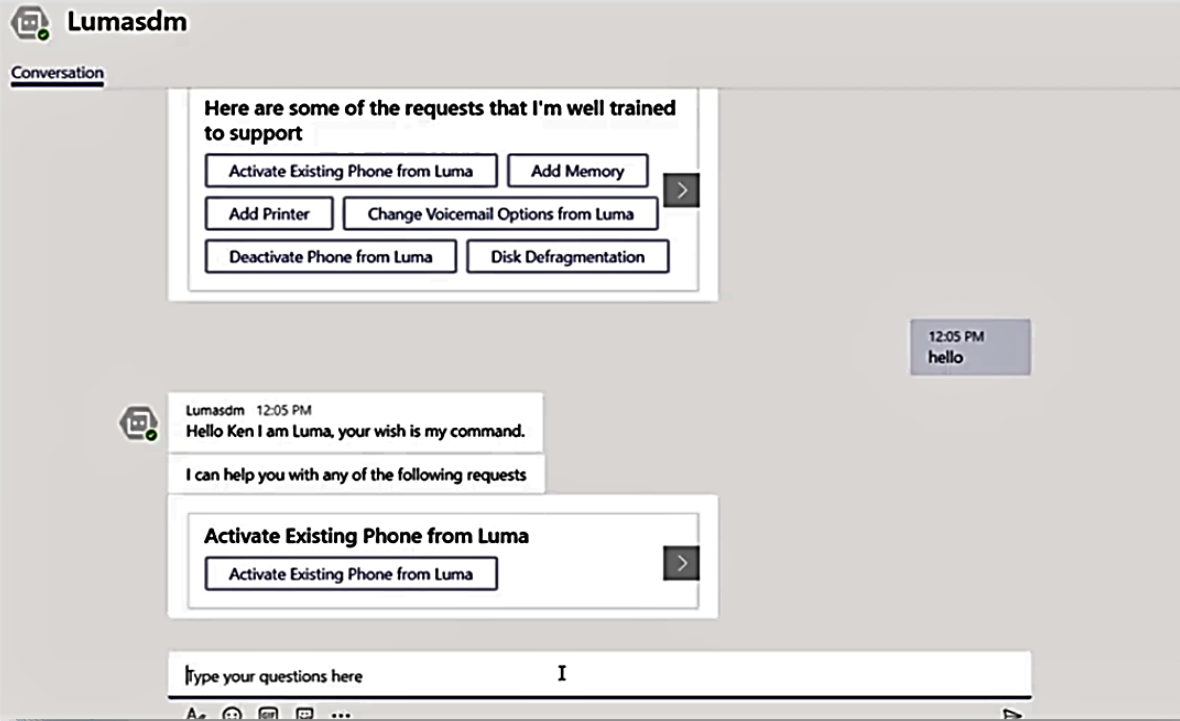 Lumasdm
Conversation
Here are some of the requests that I'm well trained
to support
Activate Existing Phone from Luma
Add Memory
Add Printer
Change Voicemail Options from Luma
Deactivate Phone from Luma
Disk Defragmentation
12:05 PM
hello
Lumasdm 12:05 PM
Hello Ken I am Luma, your wish is my command.
I can help you with any of the following requests
Activate Existing Phone from Luma
Activate Existing Phone from Luma
Type your questions here
GIF